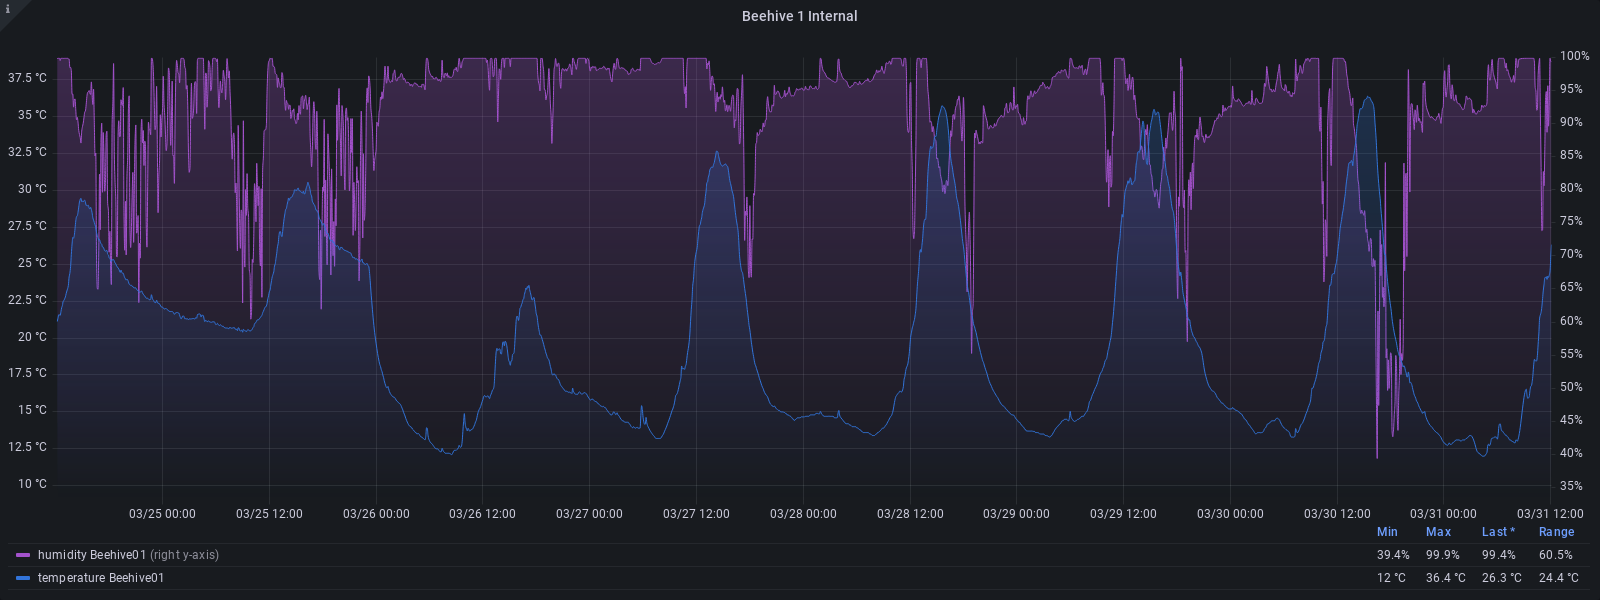 i
Beehive 1 Internal
37.5 °C
35 °C
32.5 °C
30 °C
27.5 °C
25 °C
22.5 °C
20 °C
17.5 °C
15 °C
12.5 °C
10 °C
100%
95%
90%
85%
80%
75%
70%
65%
60%
55%
50%
45%
40%
35%
03/25 00:00 03/25 12:00 03/26 00:00 03/26 12:00 03/27 00:00 03/27 12:00 03/28 00:00 03/28 12:00 03/29 00:00 03/29 12:00 03/30 00:00 03/30 12:00 03/31 00:00 03/31 12:00
Min Max Last * Range
humidity Beehive01 (right y-axis) 39.4% 99.9% 99.4% 60.5%
temperature Beehive01 12 °C 36.4 °C 26.3 °C 24.4 °C